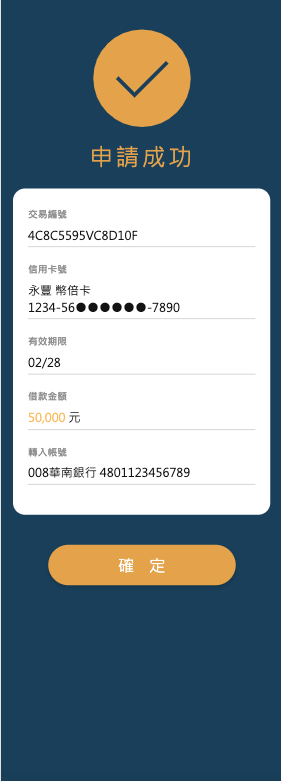 申請成功
交易編號
4C8C5595VC8D10F
信用卡號
永豐 幣倍卡
1234-56●●●●●●-7890
有效期限
02/28
借款金額
50,000 元
轉入帳號
008華南銀行 4801123456789
確 定